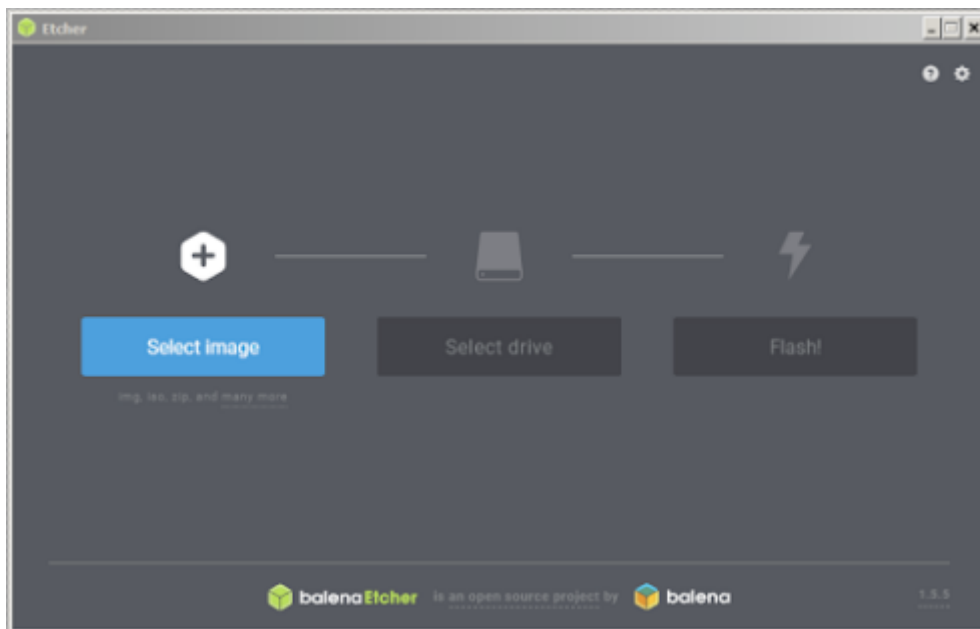 Etcher
Select image
Select drive
Flash!
img, iso, zip, and many more
balenaEtcher is an open source project by balena
1.5.5